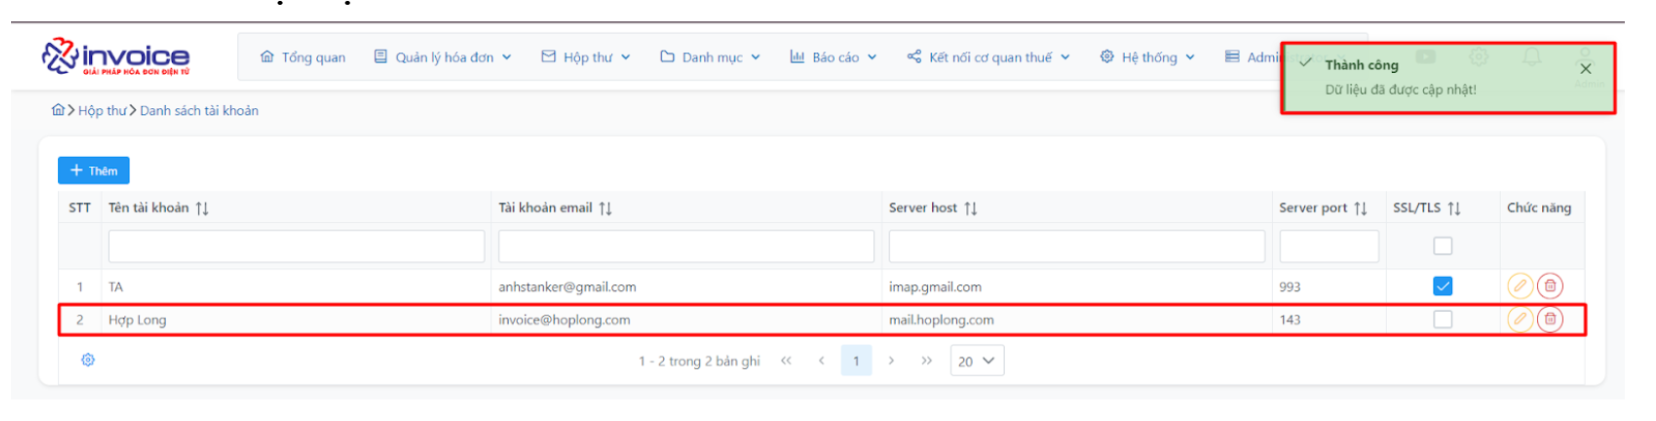 invoice
GIẢI PHÁP HÓA ĐƠN ĐIỆN TỬ
Tổng quan Quản lý hóa đơn Hộp thư Danh mục Báo cáo Kết nối cơ quan thuế Hệ thống
Thành công
Dữ liệu đã được cập nhật!
Hộp thư Danh sách tài khoản
Thêm
STT Tên tài khoản Tài khoản email Server host Server port SSL/TLS Chức năng
1 TA anhstanker@gmail.com imap.gmail.com 993
2 Hợp Long invoice@hoplong.com mail.hoplong.com 143
1 - 2 trong 2 bản ghi << < 1 > >> 20